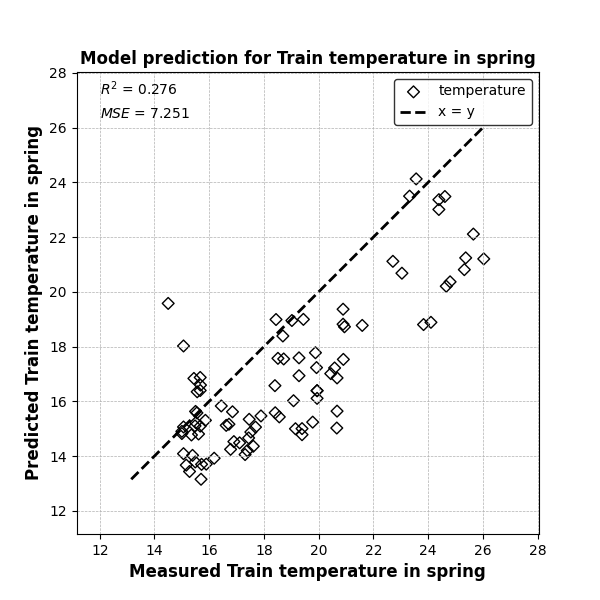 Model prediction for Train temperature in spring
28
26
24
22
20
18
16
14
12
R² = 0.276
MSE = 7.251
temperature
x = y
Predicted Train temperature in spring
12 14 16 18 20 22 24 26 28
Measured Train temperature in spring